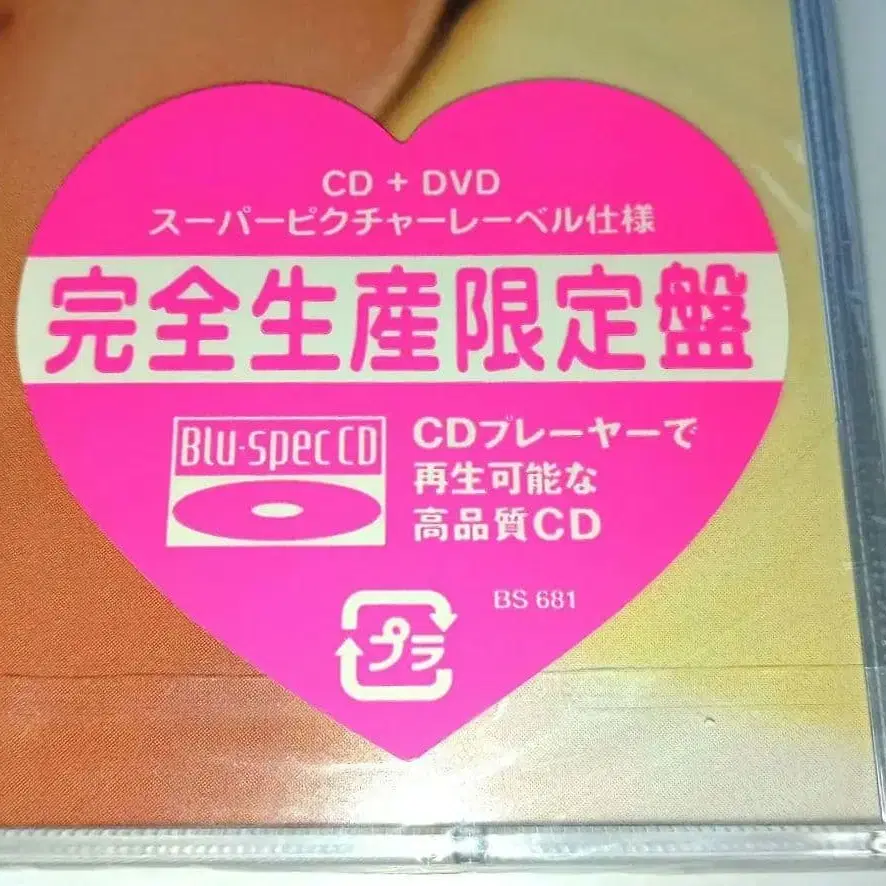 CD + DVD
スーパーピクチャーレーベル仕様
完全生産限定盤
Blu-spec CD
CDプレーヤーで
再生可能な
高品質CD
BS 681
プラ